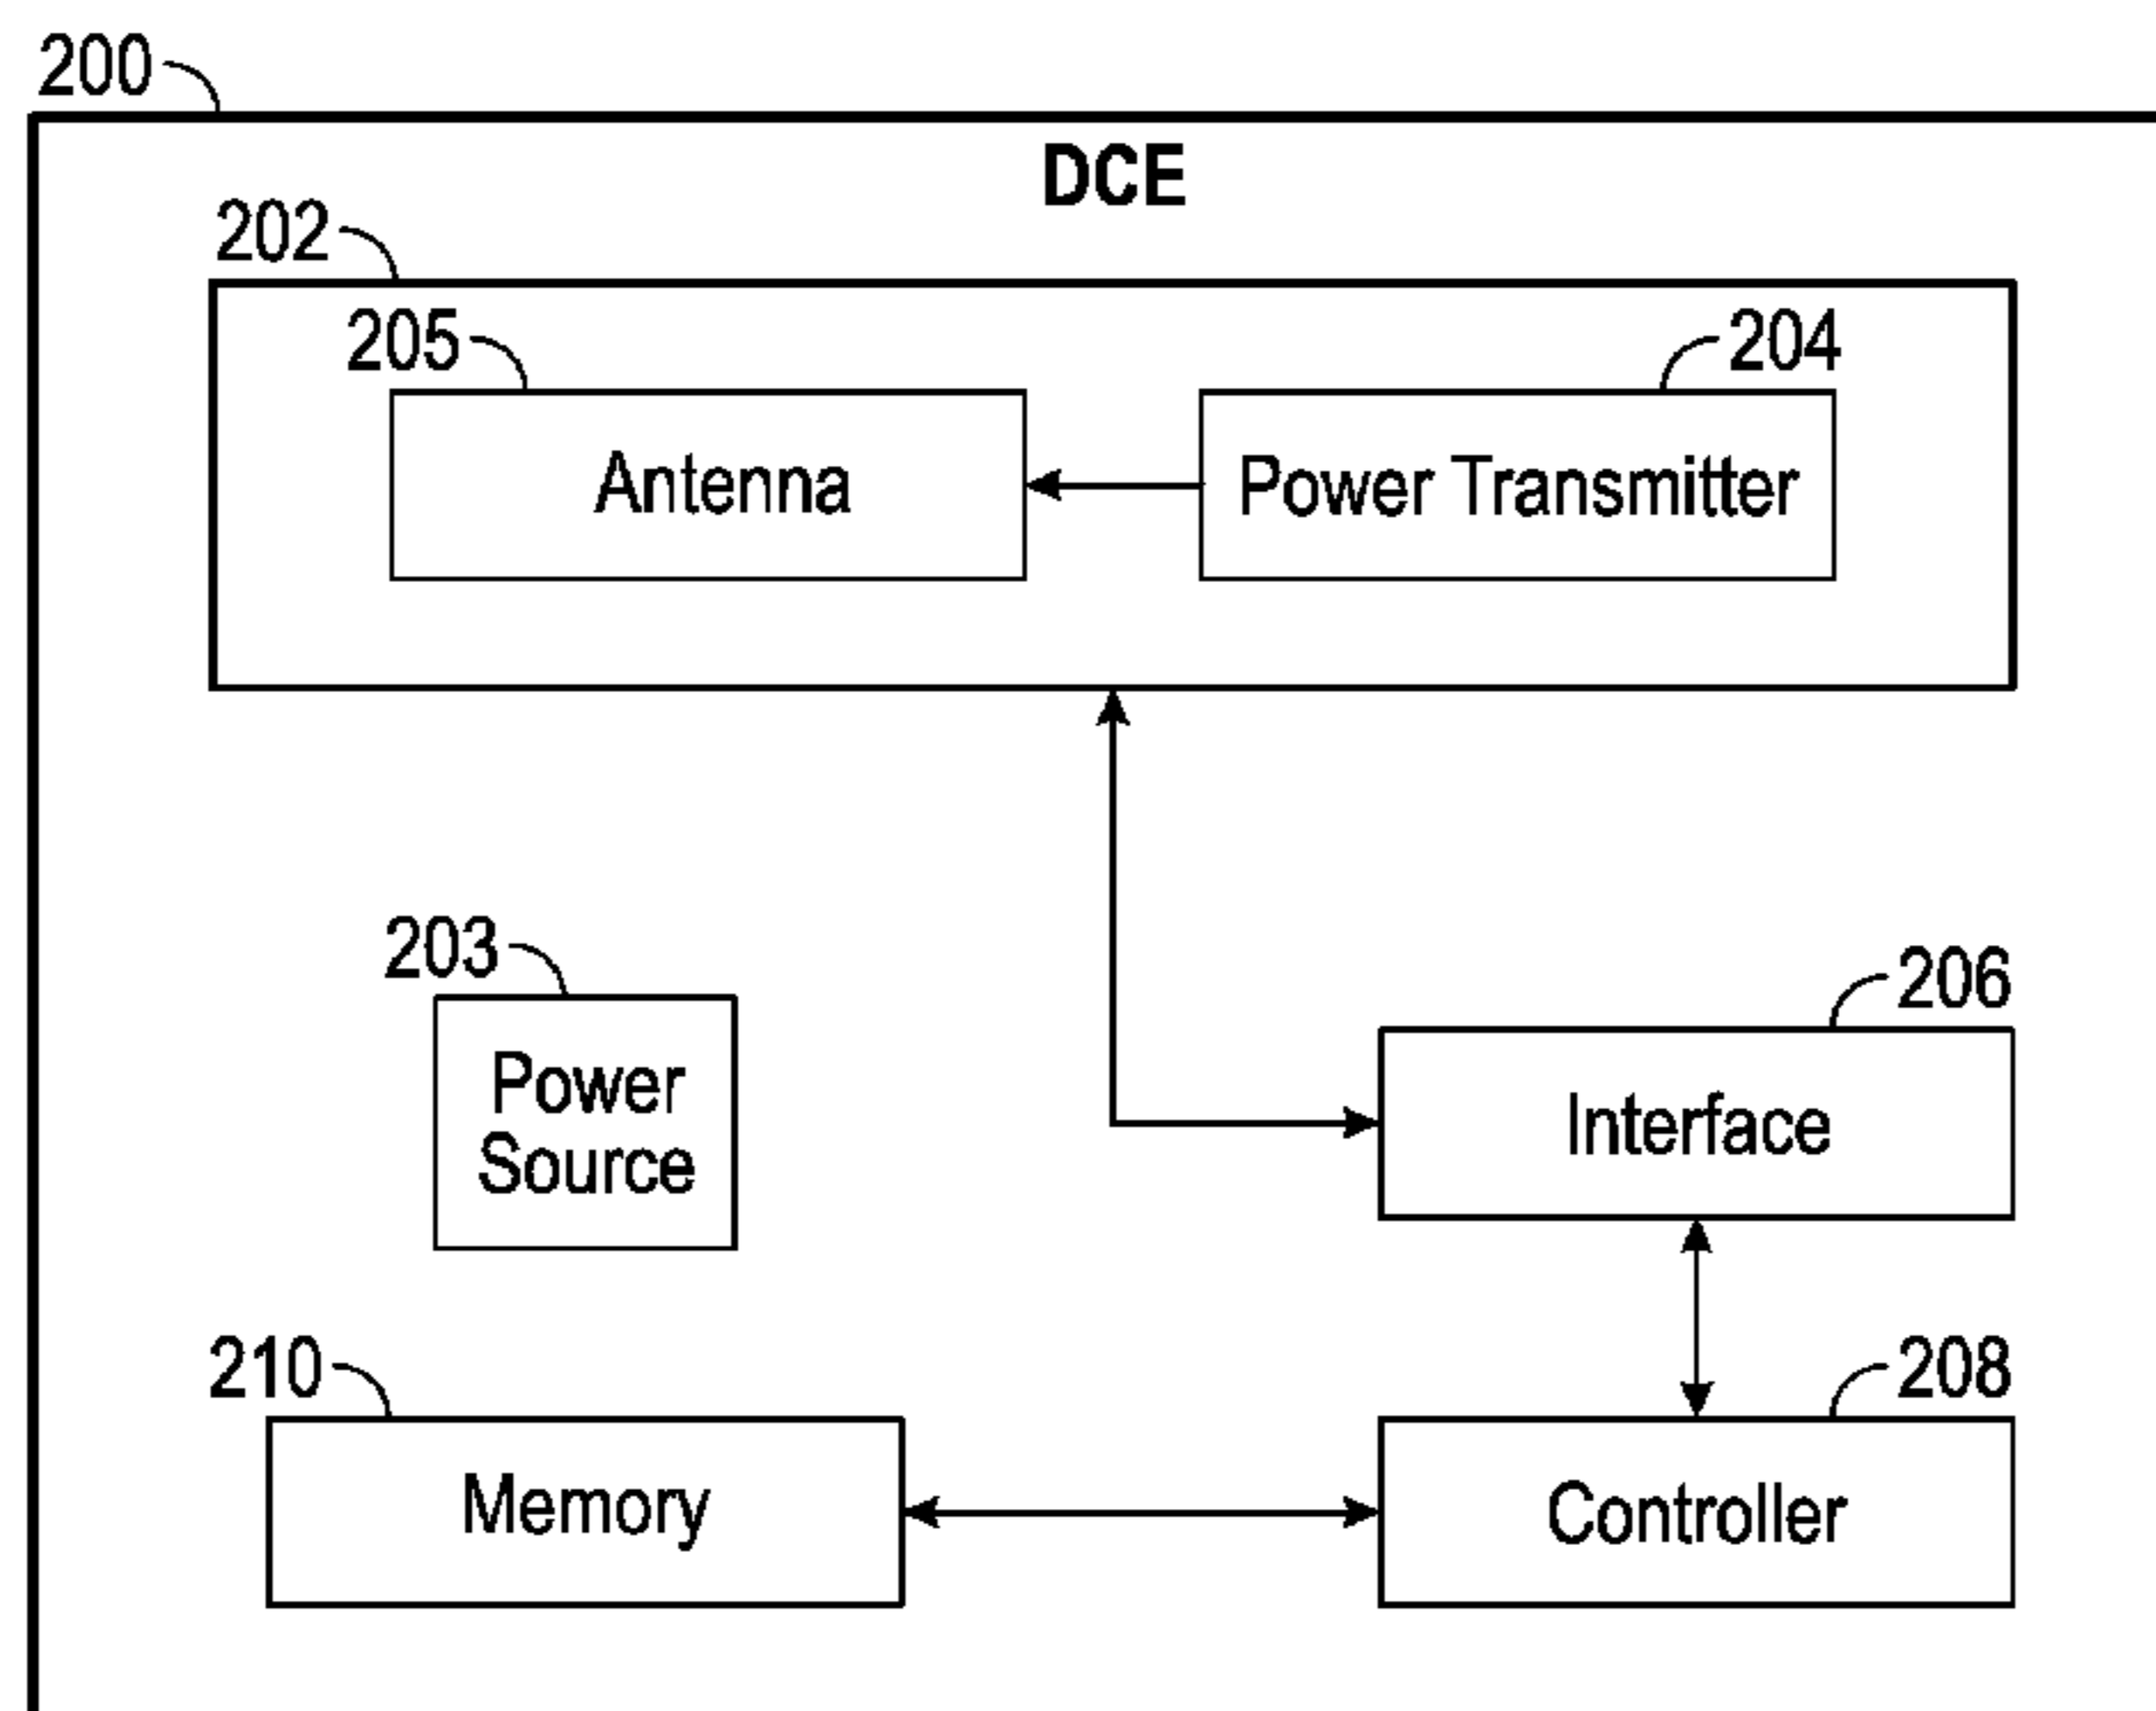 200
DCE
202
205
204
Antenna
Power Transmitter
203
206
Power
Source
Interface
210
208
Memory
Controller